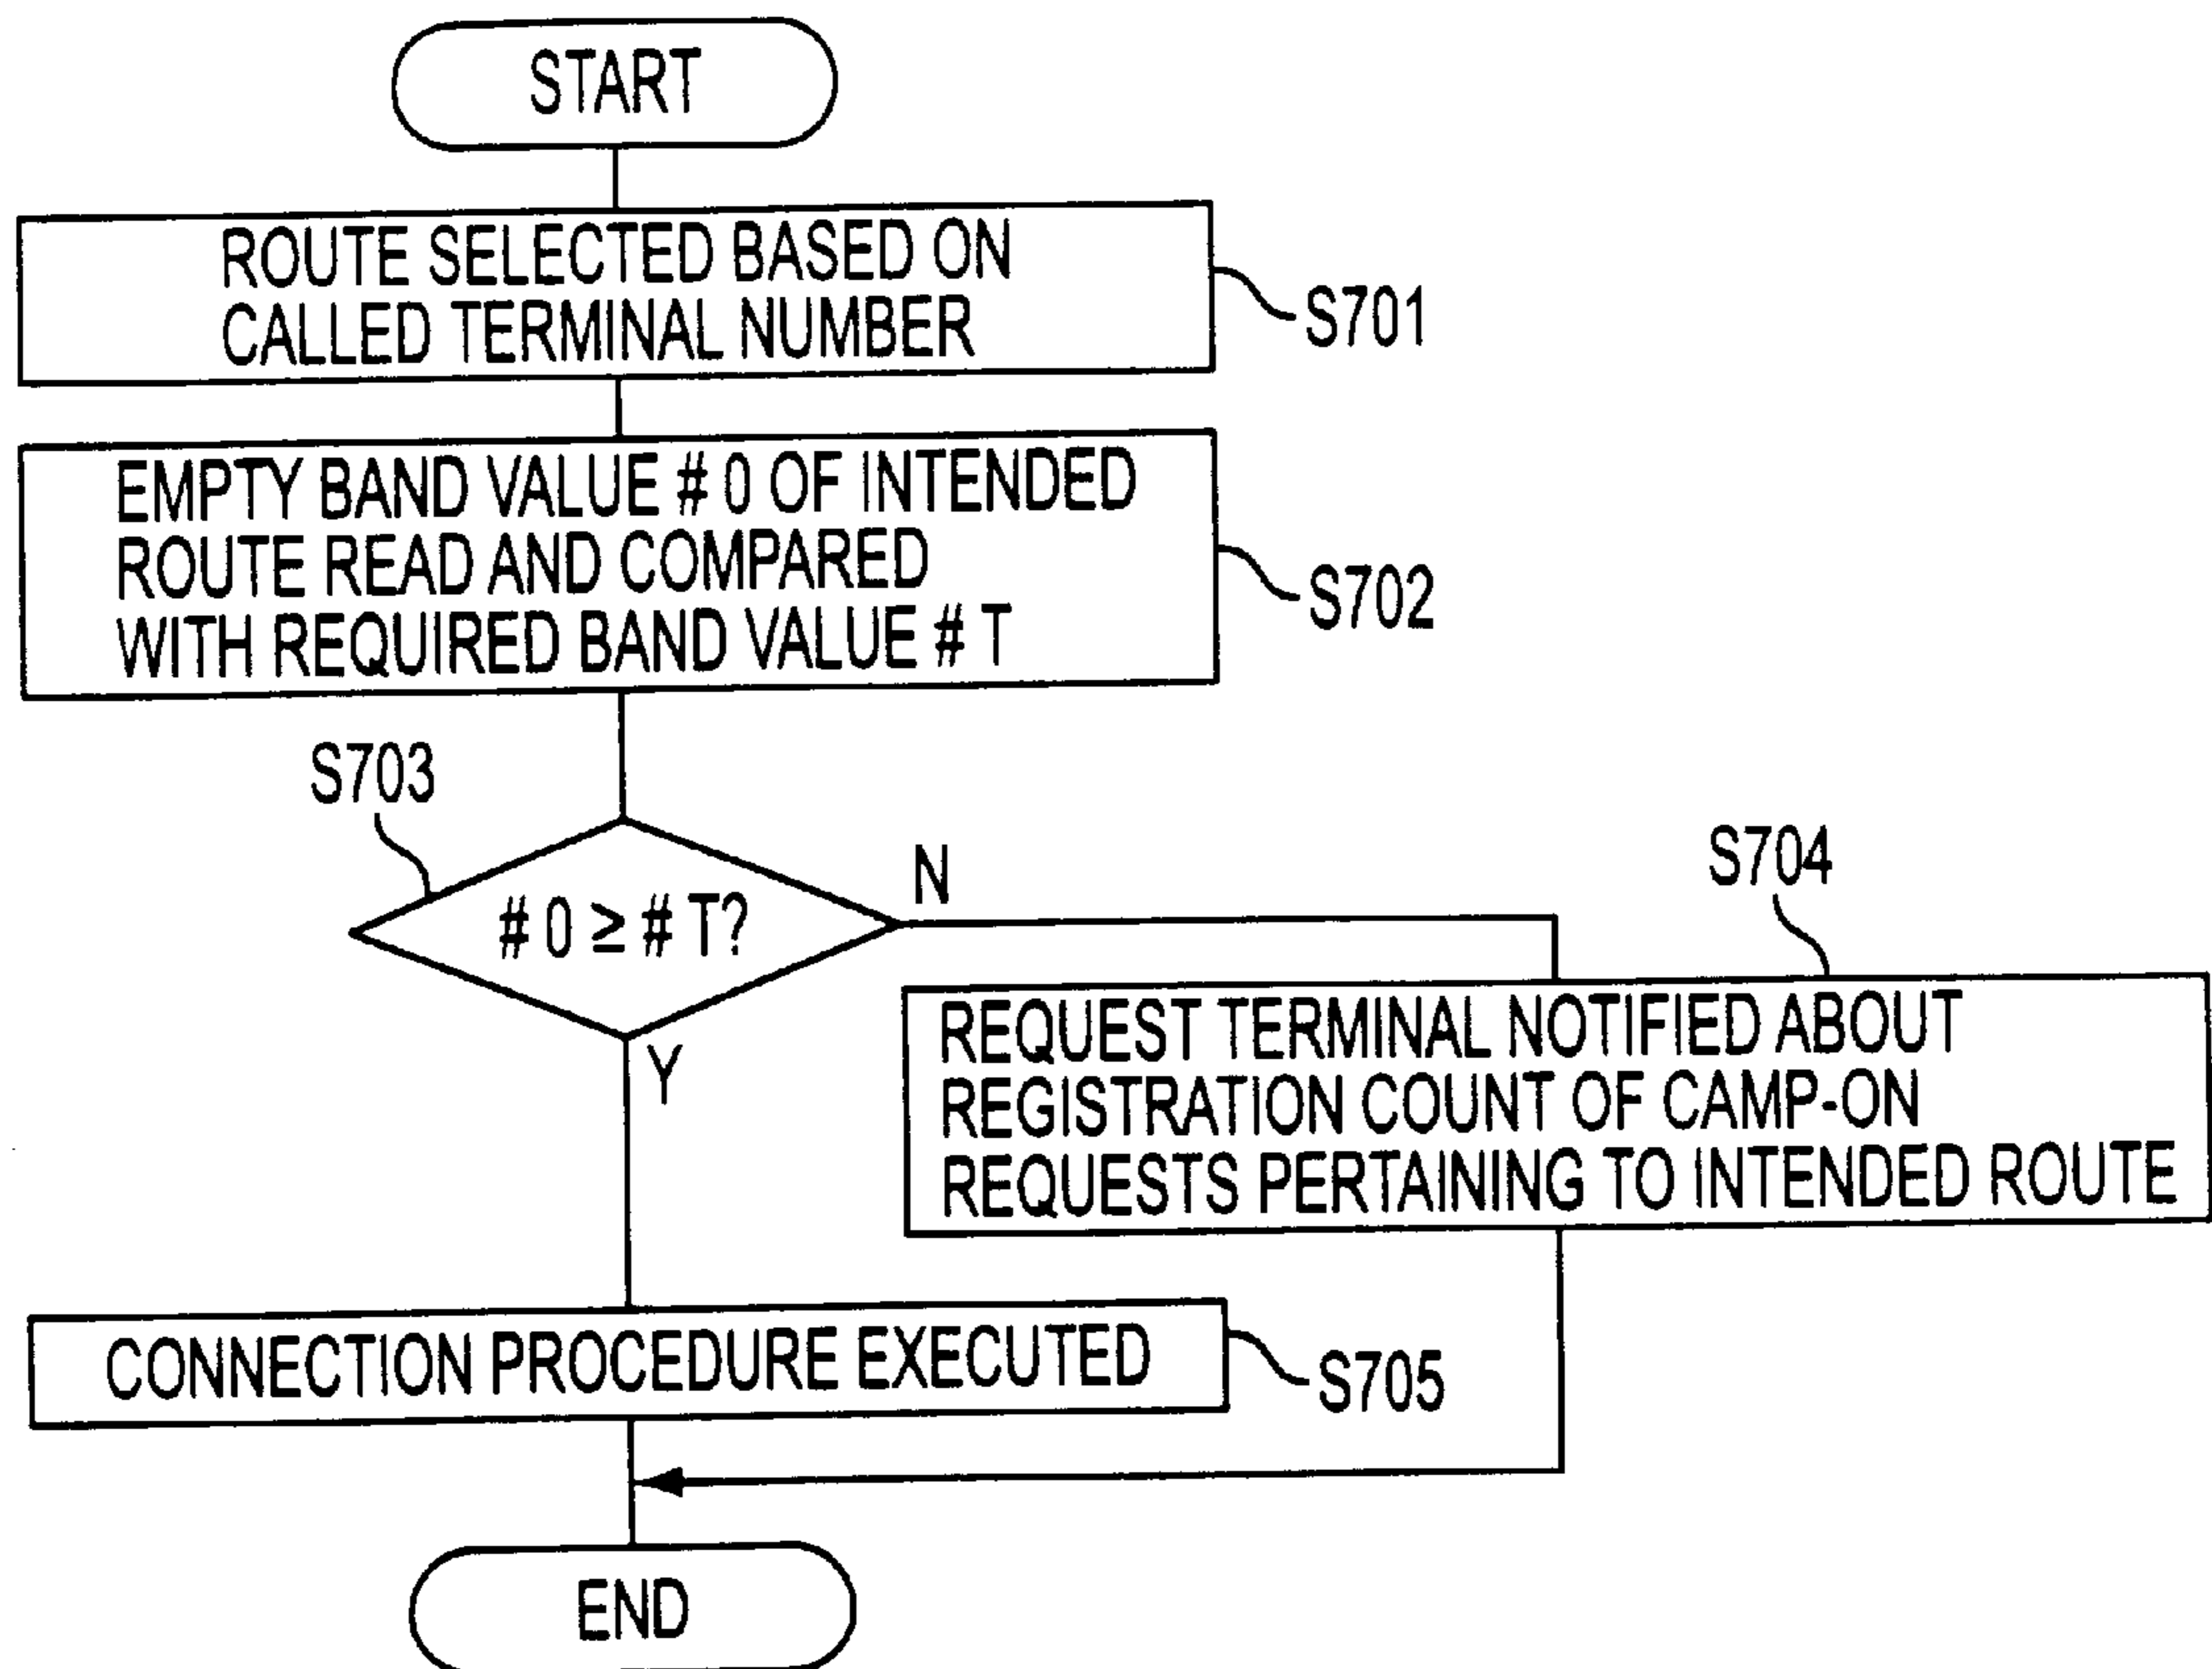 START
ROUTE SELECTED BASED ON
CALLED TERMINAL NUMBER
S701
EMPTY BAND VALUE # 0 OF INTENDED
ROUTE READ AND COMPARED
WITH REQUIRED BAND VALUE # T
S702
S703
# 0 ≥ # T?
N
Y
S704
REQUEST TERMINAL NOTIFIED ABOUT
REGISTRATION COUNT OF CAMP-ON
REQUESTS PERTAINING TO INTENDED ROUTE
CONNECTION PROCEDURE EXECUTED
S705
END